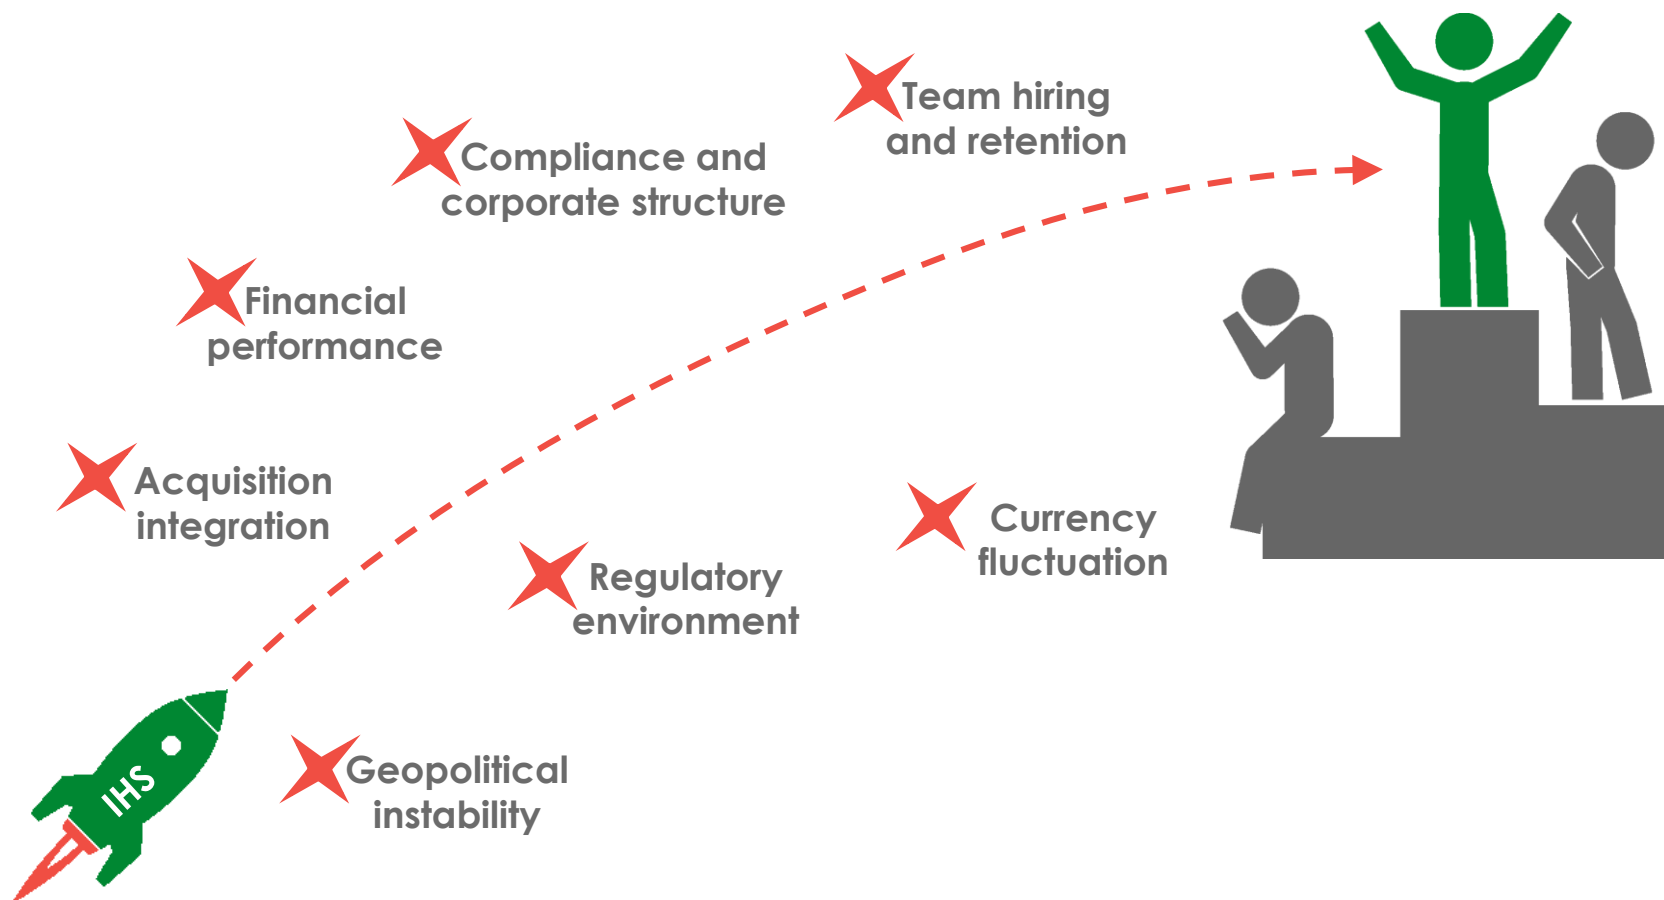 Team hiring
and retention
Compliance and
corporate structure
Financial
performance
Acquisition
integration
Currency
fluctuation
Regulatory
environment
Geopolitical
instability
IHS